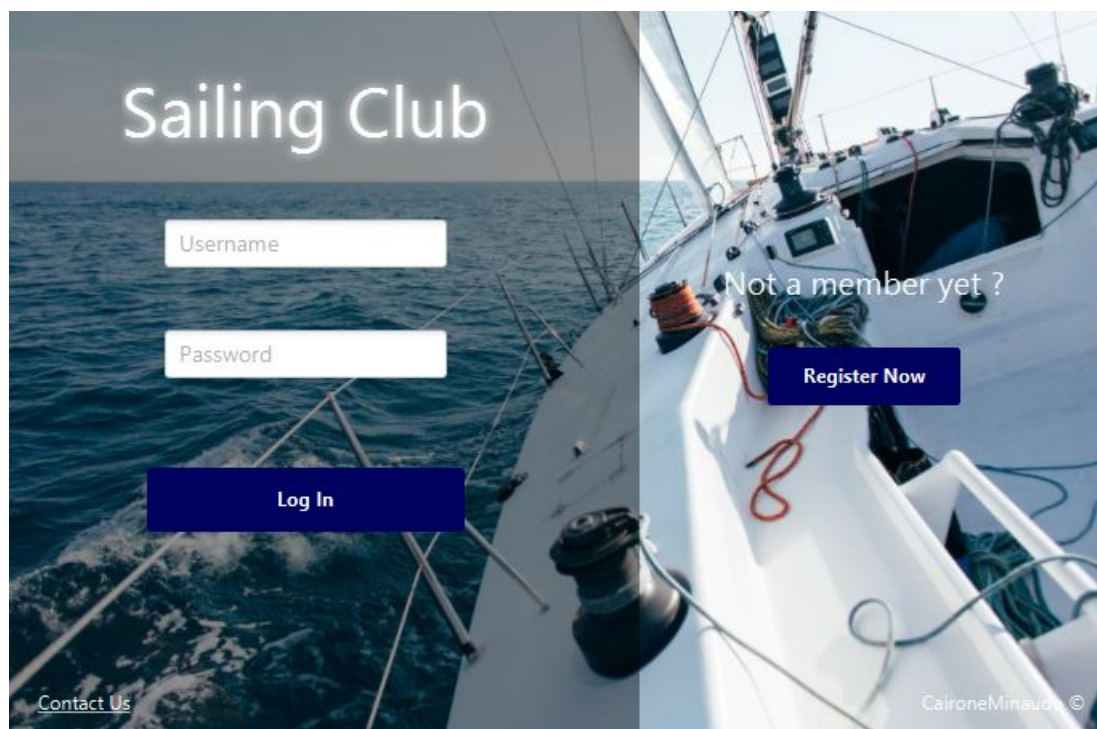 Sailing Club
Username
Password
Log In
Not a member yet ?
Register Now
Contact Us
CaironeMinaudo ©